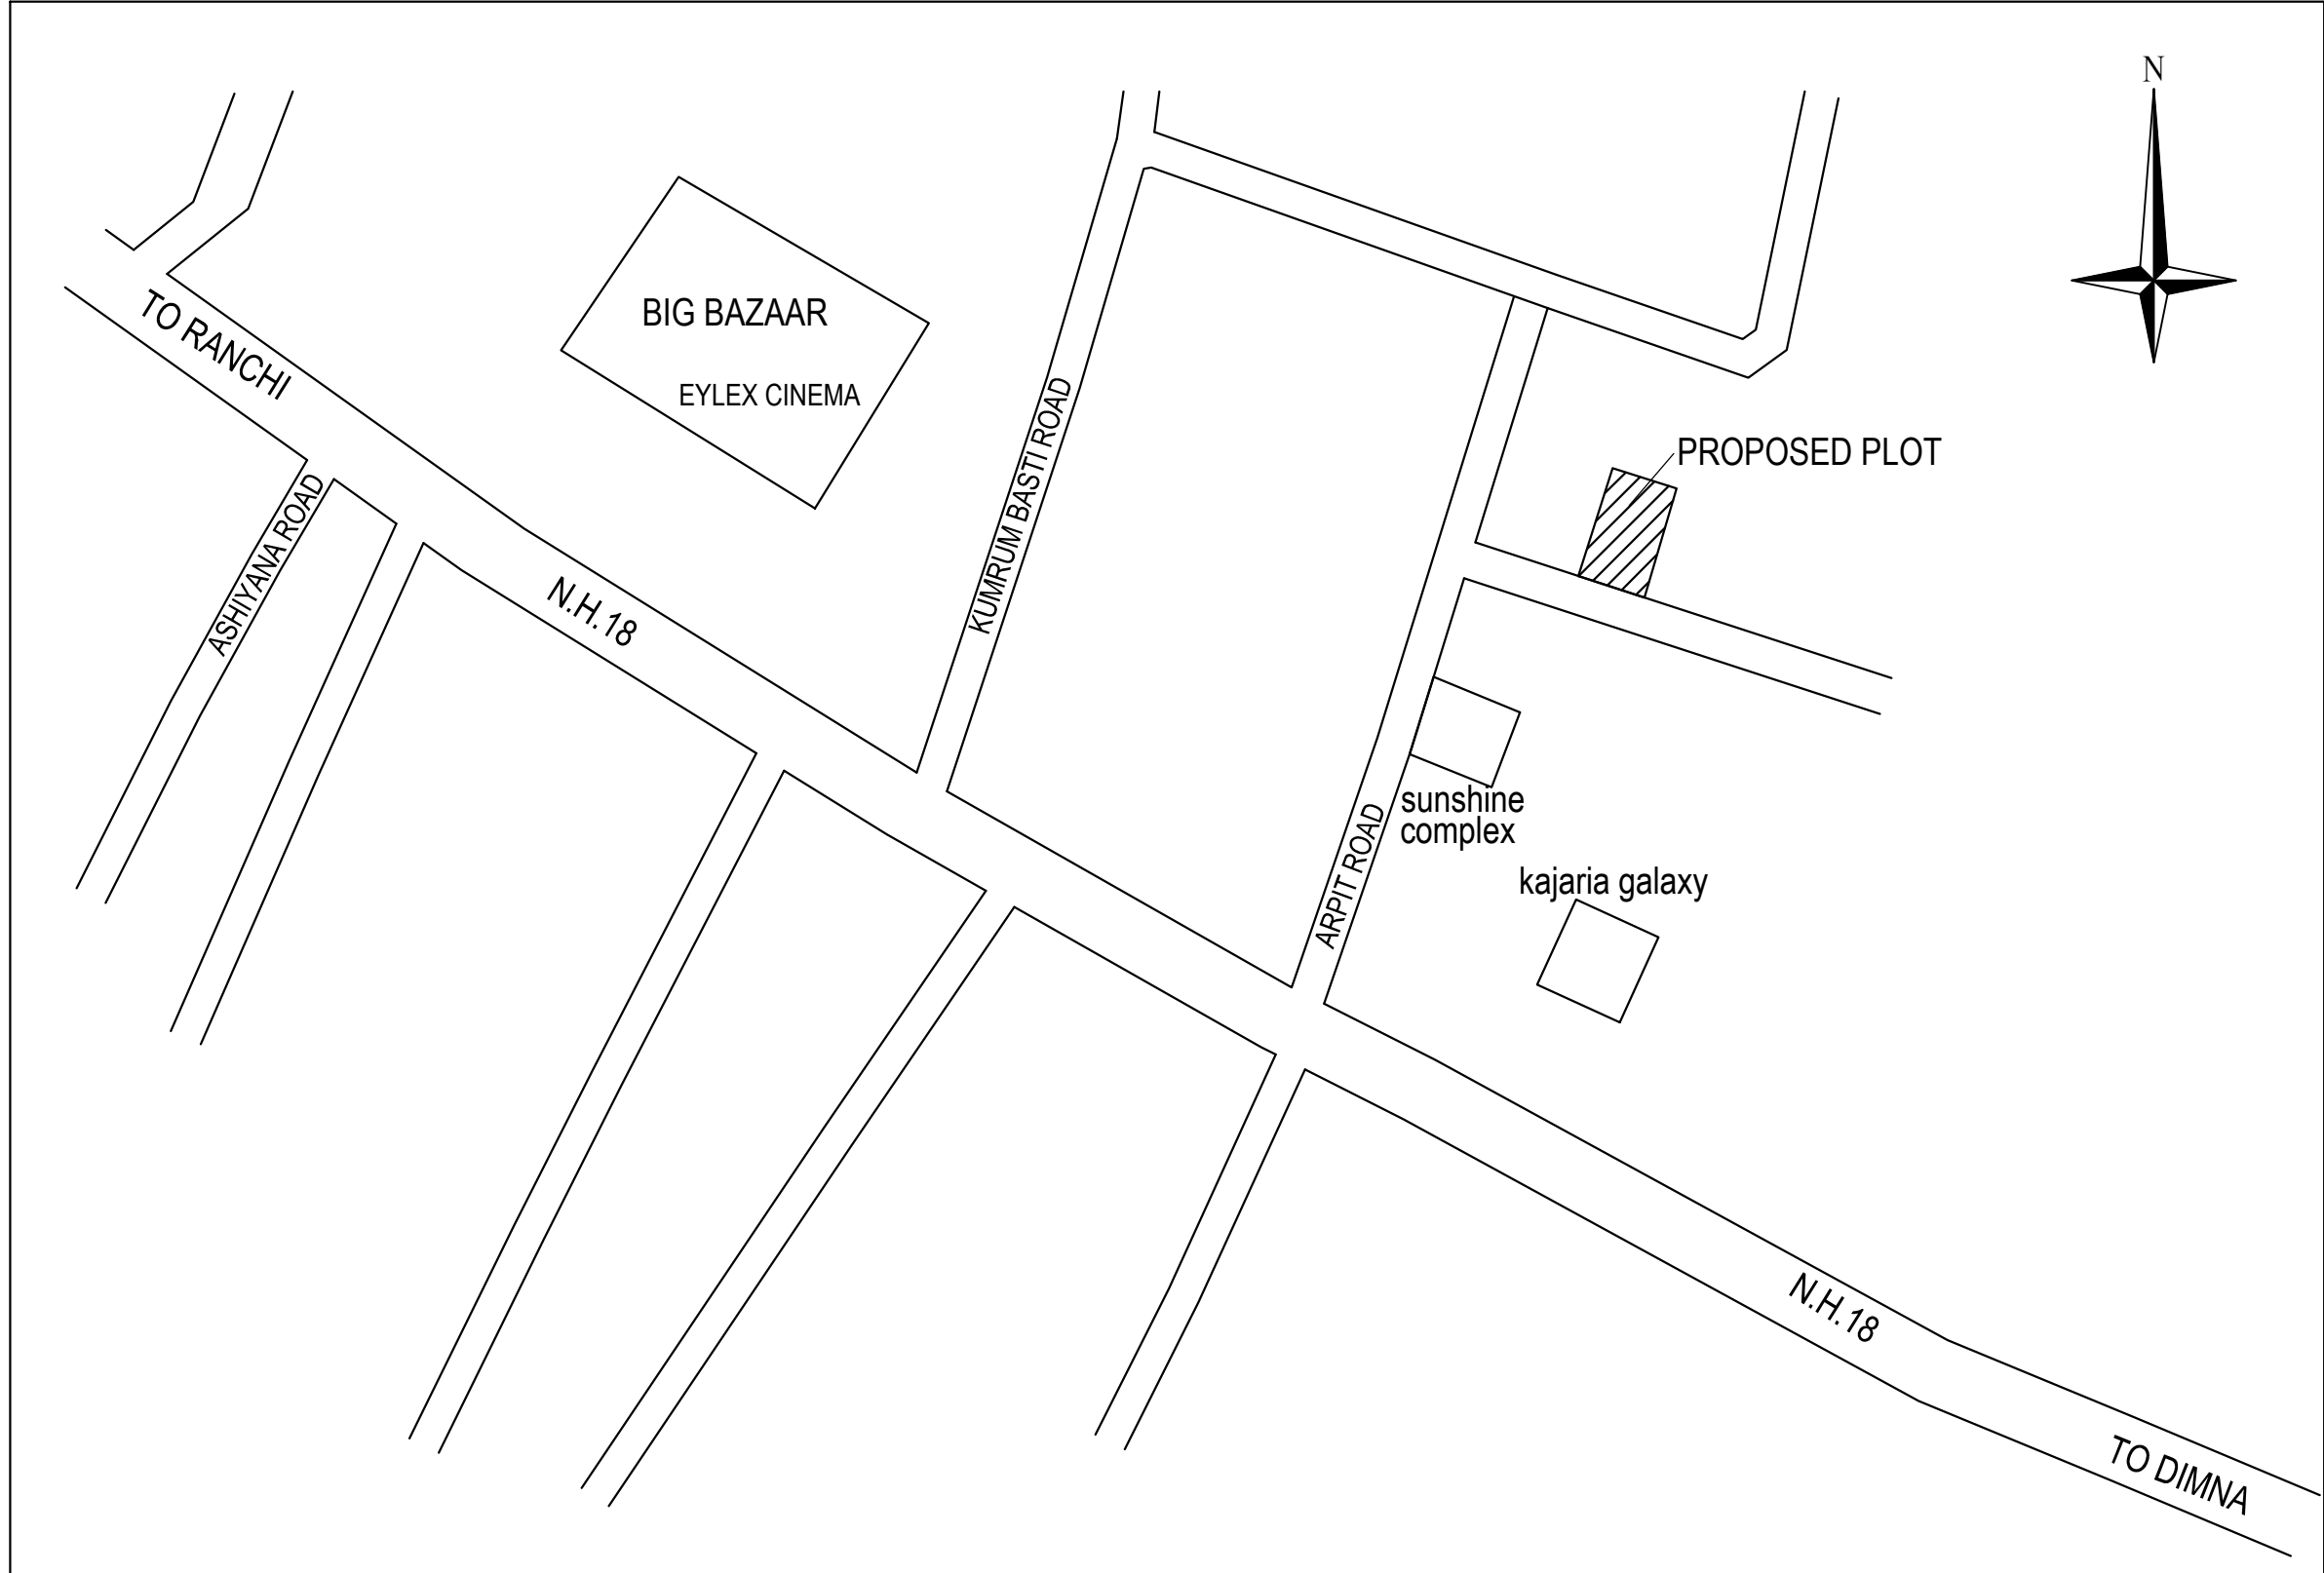 N
TO RANCHI
BIG BAZAAR
EYLEX CINEMA
KUMRUM BASTI ROAD
PROPOSED PLOT
ASHIYANA ROAD
N.H.18
sunshine
complex
ARPIT ROAD
kajaria galaxy
N.H.18
TO DIMNA